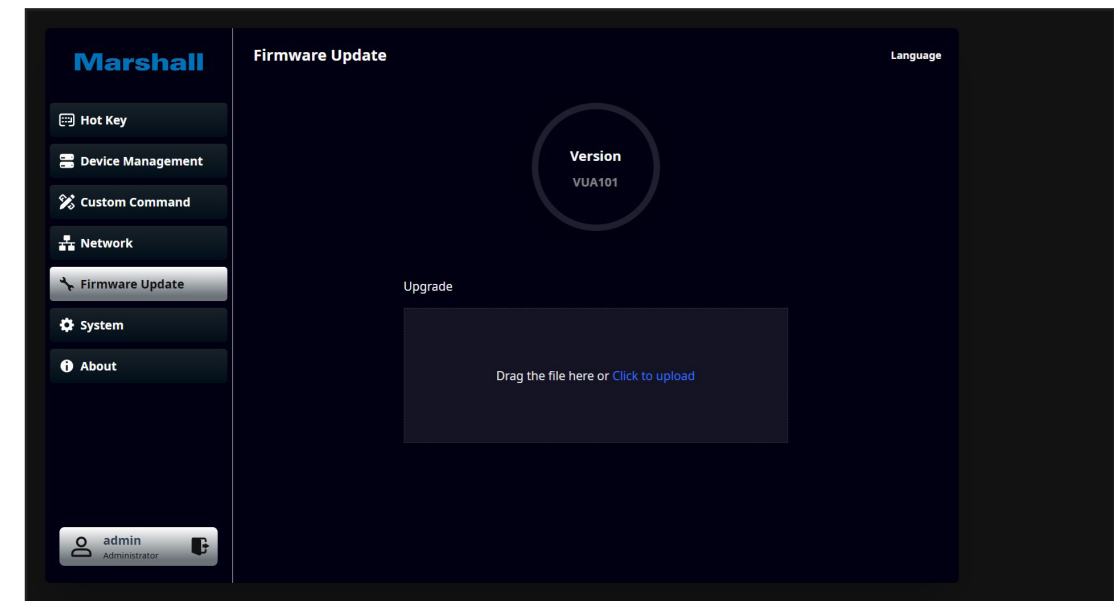 Marshall
Hot Key
Device Management
Custom Command
Network
Firmware Update
System
About
admin
Administrator
Firmware Update
Language
Version
VUA101
Upgrade
Drag the file here or Click to upload